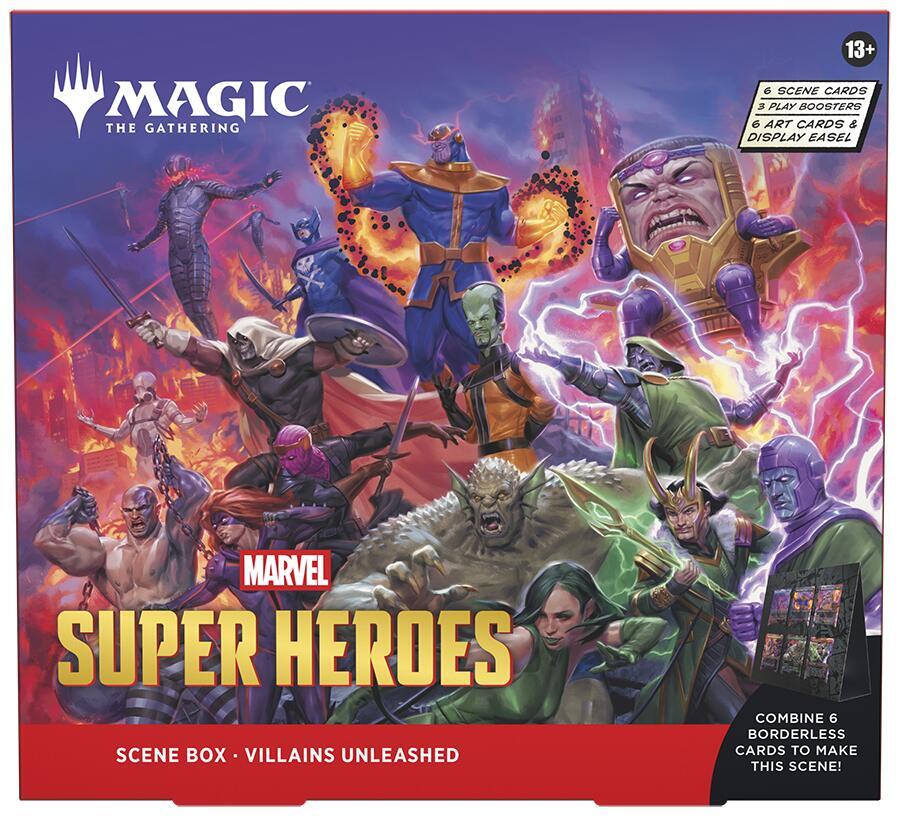 MAGIC
THE GATHERING
13+
6 SCENE CARDS
3 PLAY BOOSTERS
6 ART CARDS &
DISPLAY EASEL
MARVEL
SUPER HEROES
SCENE BOX · VILLAINS UNLEASHED
COMBINE 6
BORDERLESS
CARDS TO MAKE
THIS SCENE!